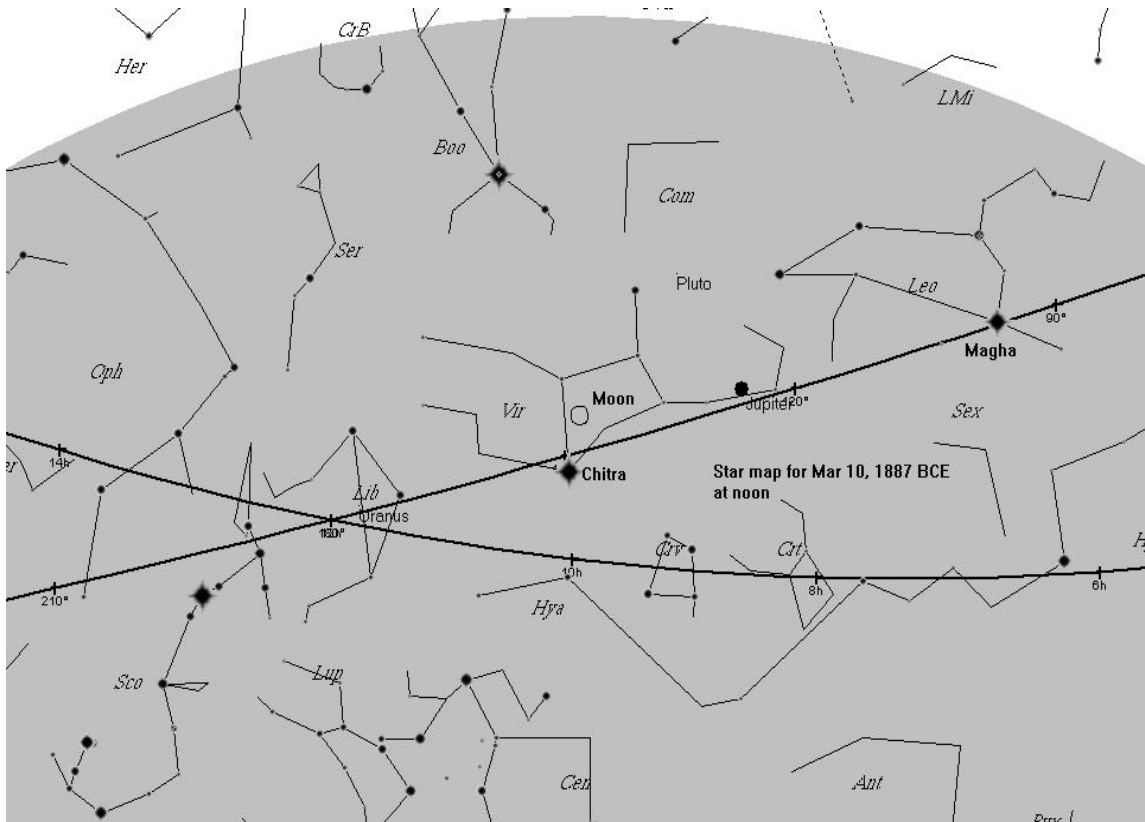 CrB
Her
LMi
Boo
Com
Ser
Pluto
Leo
90°
Magha
Oph
Moon
Jupiter
120°
Vir
Sex
14h
Chitra
Star map for Mar 10, 1887 BCE
at noon
Lib
Uranus
Crv
Crt
H
210°
10h
8h
6h
Hya
Sco
Lup
Cen
Ant